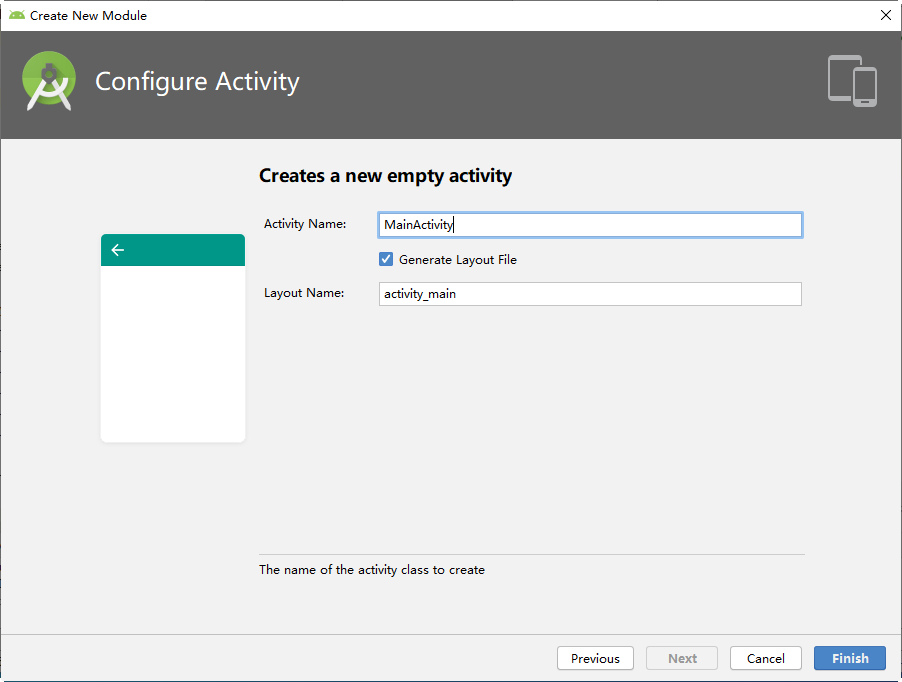 Create New Module
Configure Activity
Creates a new empty activity
Activity Name: MainActivity
Generate Layout File
Layout Name: activity_main
The name of the activity class to create
Previous Next Cancel Finish